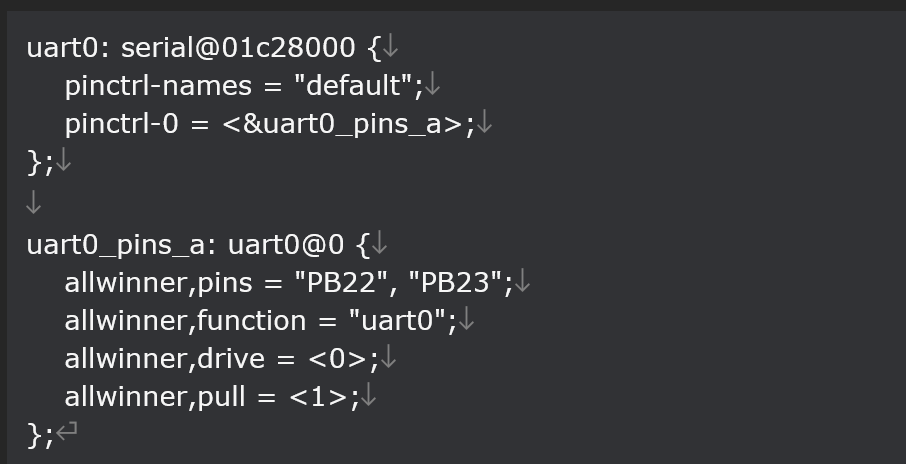 uart0: serial@01c28000 {↓
    pinctrl-names = "default";↓
    pinctrl-0 = <&uart0_pins_a>;↓
};↓
↓
uart0_pins_a: uart0@0 {↓
    allwinner,pins = "PB22", "PB23";↓
    allwinner,function = "uart0";↓
    allwinner,drive = <0>;↓
    allwinner,pull = <1>;↓
};↵